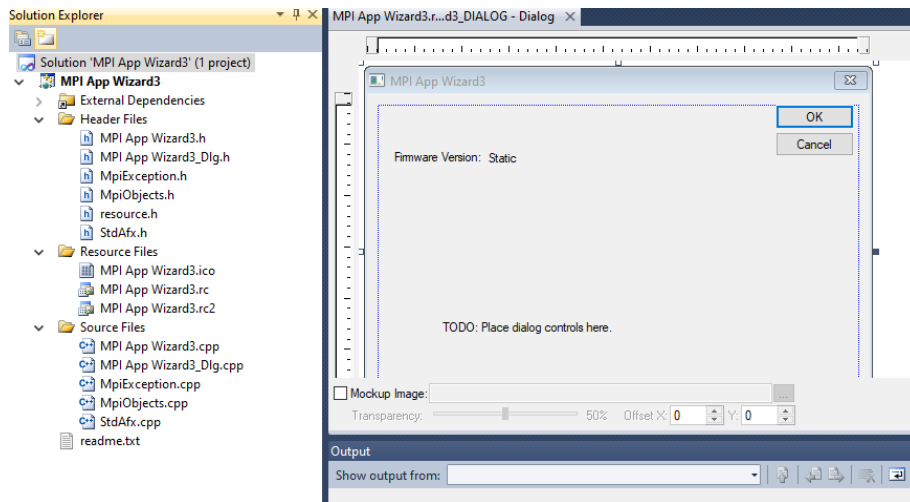 Solution Explorer
Solution 'MPI App Wizard3' (1 project)
MPI App Wizard3
External Dependencies
Header Files
MPI App Wizard3.h
MPI App Wizard3_Dlg.h
MpiException.h
MpiObjects.h
resource.h
StdAfx.h
Resource Files
MPI App Wizard3.ico
MPI App Wizard3.rc
MPI App Wizard3.rc2
Source Files
MPI App Wizard3.cpp
MPI App Wizard3_Dlg.cpp
MpiException.cpp
MpiObjects.cpp
StdAfx.cpp
readme.txt
MPI App Wizard3.r...d3_DIALOG - Dialog
MPI App Wizard3
OK
Cancel
Firmware Version: Static
TODO: Place dialog controls here.
Mockup Image: ...
Transparency: 50% Offset X: 0 Y: 0
Output
Show output from: